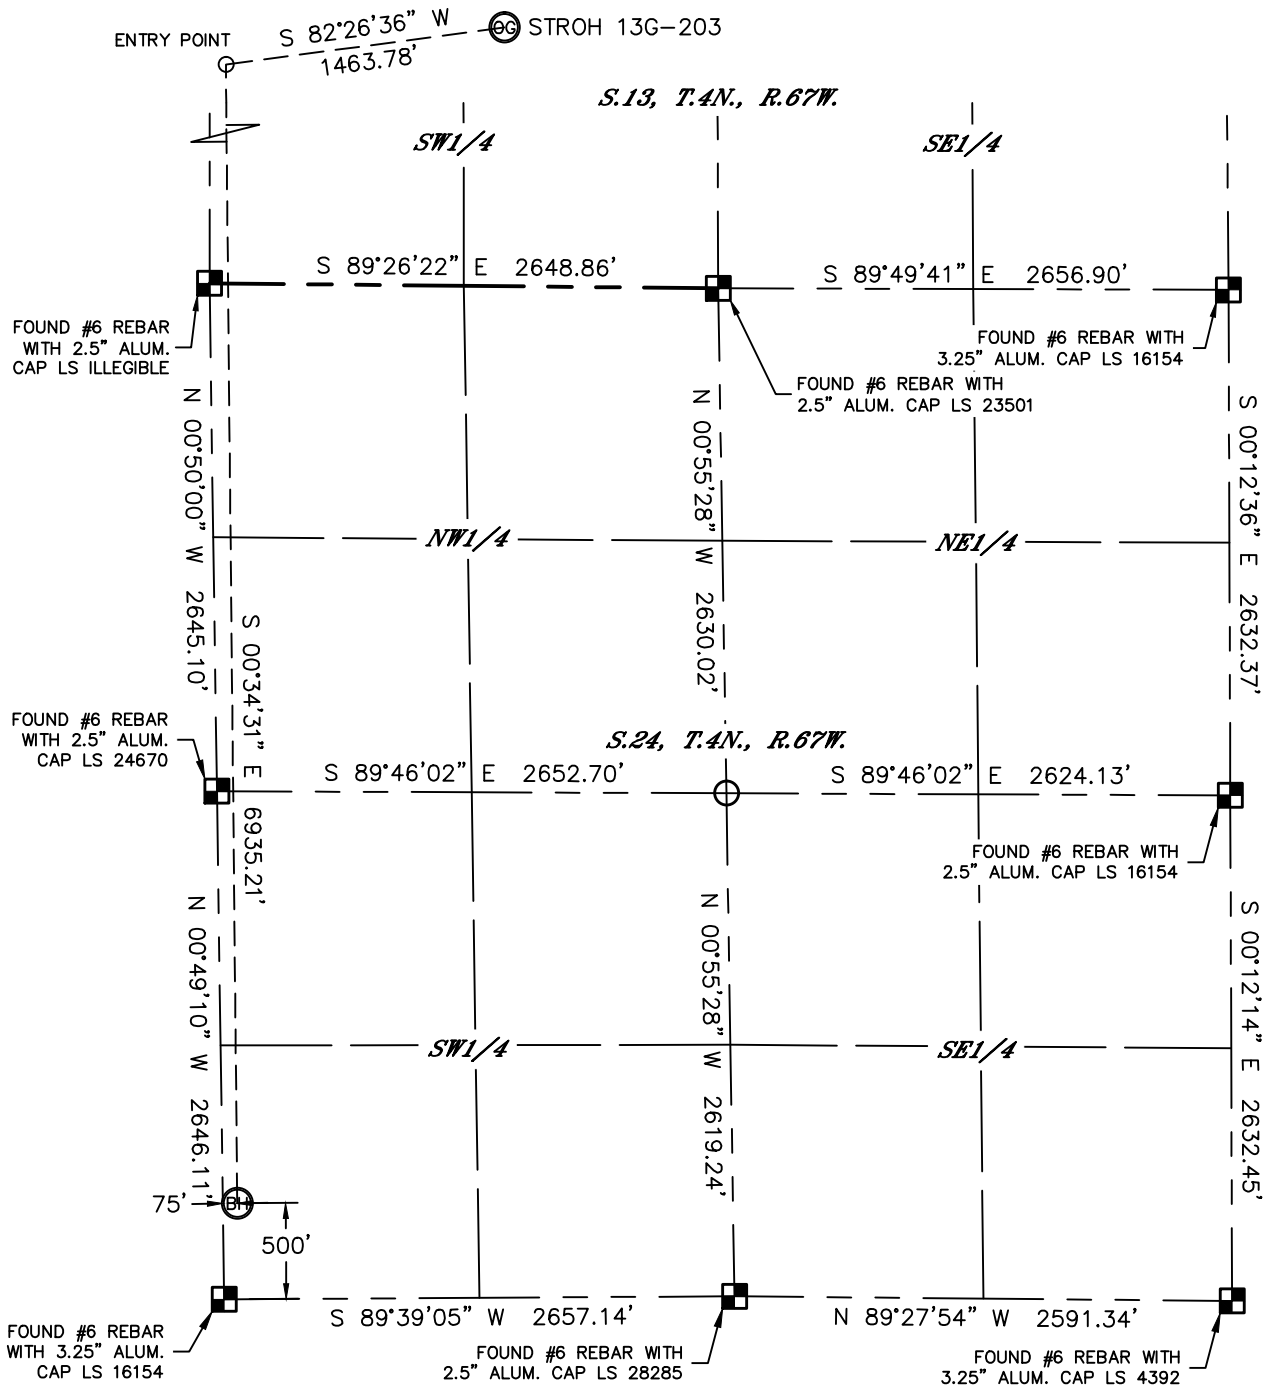 S 82°26'36" W
OG STROH 13G-203
ENTRY POINT
1463.78'
S.13, T.4N., R.67W.
SW1/4
SE1/4
S 89°26'22" E 2648.86'
S 89°49'41" E 2656.90'
FOUND #6 REBAR
WITH 2.5" ALUM.
CAP LS ILLEGIBLE
FOUND #6 REBAR WITH
3.25" ALUM. CAP LS 16154
FOUND #6 REBAR WITH
2.5" ALUM. CAP LS 23501
N 00°50'00" W 2645.10'
N 00°55'28" W 2630.02'
S 00°12'36" E 2632.37'
NW1/4
NE1/4
S 00°34'31" E 6935.21'
FOUND #6 REBAR
WITH 2.5" ALUM.
CAP LS 24670
S.24, T.4N., R.67W.
S 89°46'02" E 2652.70'
S 89°46'02" E 2624.13'
FOUND #6 REBAR WITH
2.5" ALUM. CAP LS 16154
N 00°49'10" W 2646.11'
N 00°55'28" W 2619.24'
S 00°12'14" E 2632.45'
SW1/4
SE1/4
75'
BH
500'
S 89°39'05" W 2657.14'
N 89°27'54" W 2591.34'
FOUND #6 REBAR
WITH 3.25" ALUM.
CAP LS 16154
FOUND #6 REBAR WITH
2.5" ALUM. CAP LS 28285
FOUND #6 REBAR WITH
3.25" ALUM. CAP LS 4392